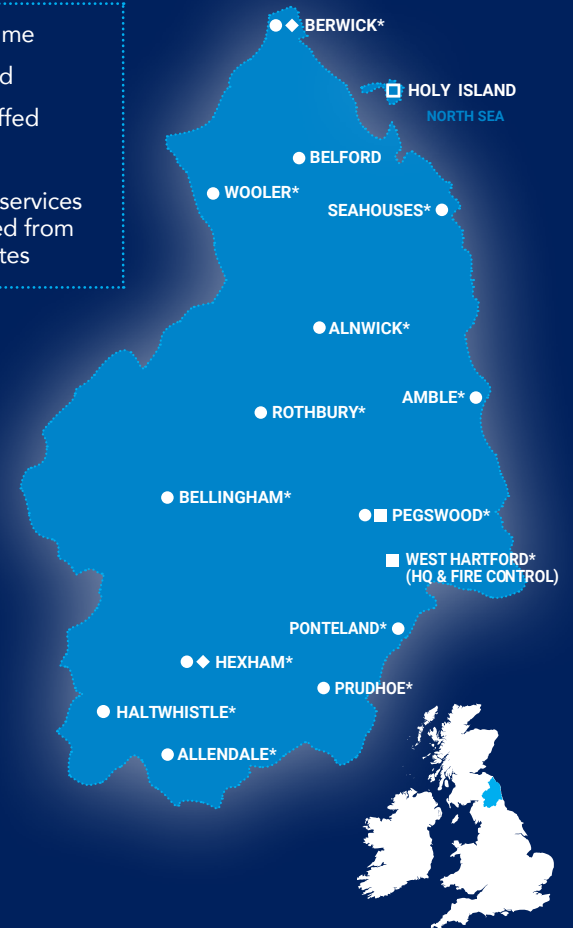 me
d
ffed
services
ed from
tes
BERWICK*
HOLY ISLAND
NORTH SEA
BELFORD
WOOLER*
SEAHOUSES*
ALNWICK*
AMBLE*
ROTHBURY*
BELLINGHAM*
PEGSWOOD*
WEST HARTFORD*
(HQ & FIRE CONTROL)
PONTELAND*
HEXHAM*
PRUDHOE*
HALTWHISTLE*
ALLENDALE*